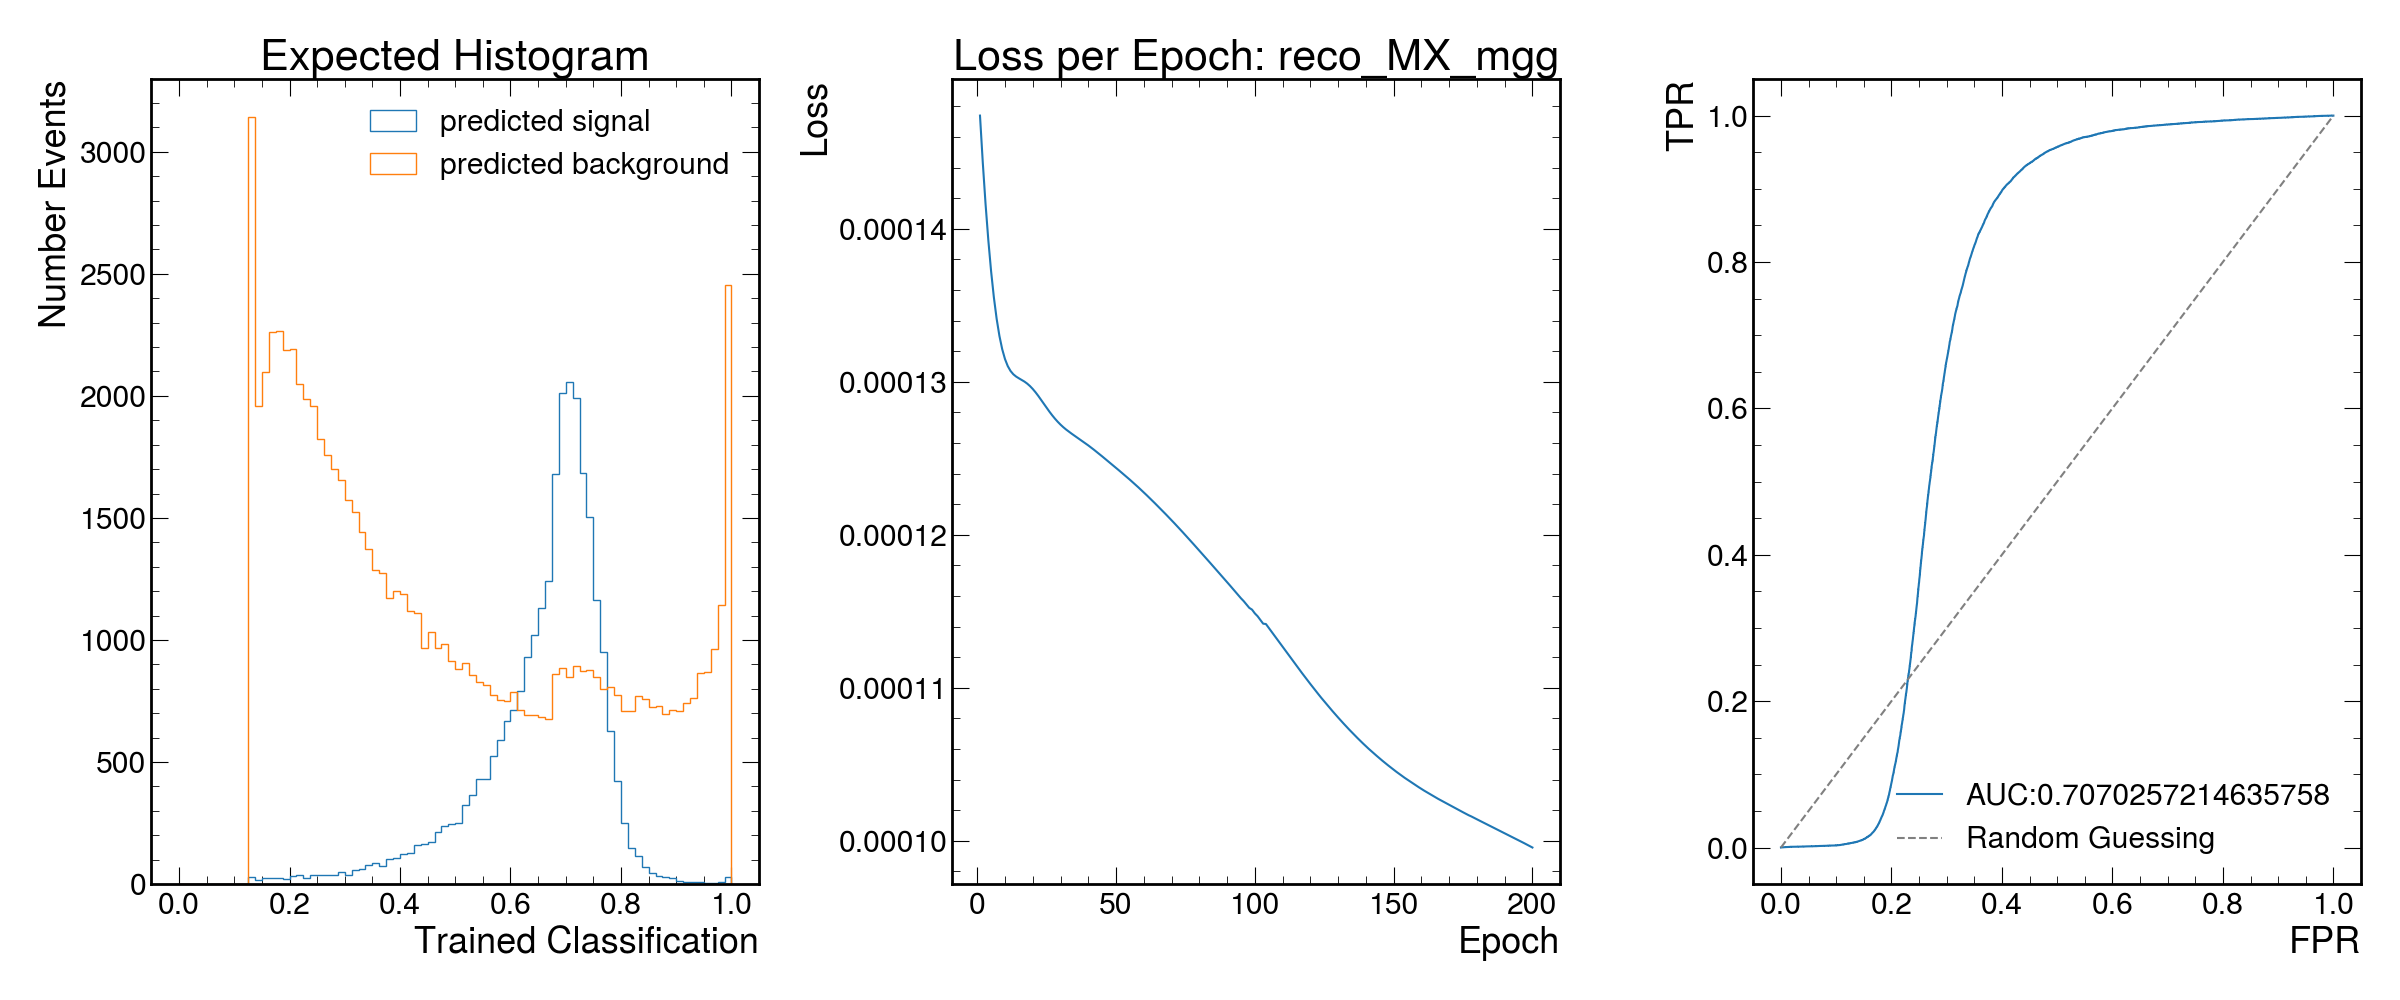 Expected Histogram
Number Events
predicted signal
predicted background
3000
2500
2000
1500
1000
500
0
0.0 0.2 0.4 0.6 0.8 1.0
Trained Classification
Loss per Epoch: reco_MX_mgg
Loss
0.00014
0.00013
0.00012
0.00011
0.00010
0 50 100 150 200
Epoch
TPR
1.0
0.8
0.6
0.4
0.2
0.0
AUC:0.7070257214635758
Random Guessing
0.0 0.2 0.4 0.6 0.8 1.0
FPR